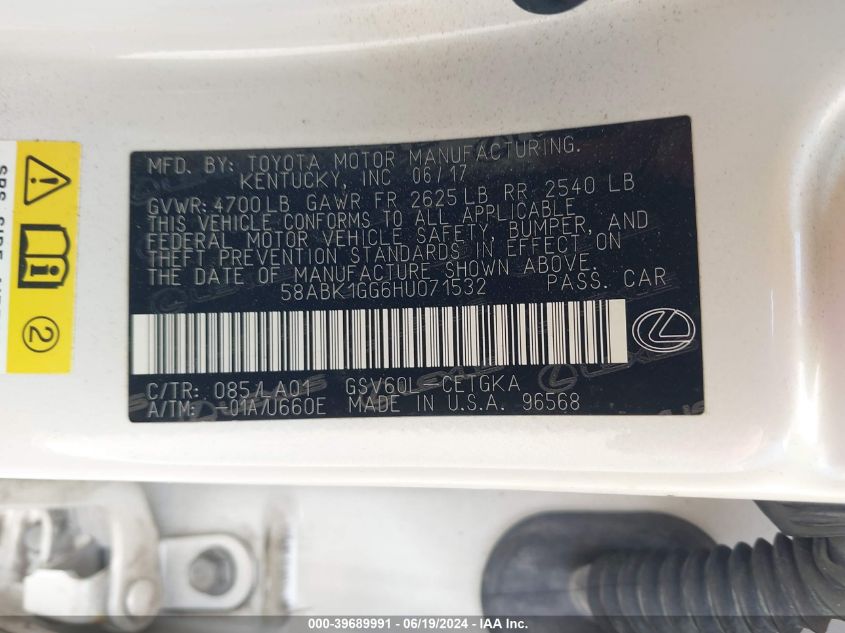 MFD. BY: TOYOTA MOTOR MANUFACTURING.
KENTUCKY, INC 06/17
GVWR: 4700LB GAWR FR 2625LB RR 2540 LB
THIS VEHICLE CONFORMS TO ALL APPLICABLE
FEDERAL MOTOR VEHICLE SAFETY, BUMPER, AND
THEFT PREVENTION STANDARDS IN EFFECT ON
THE DATE OF MANUFACTURE SHOWN ABOVE.
58ABK1GG6HU071532 PASS. CAR
C/TR: 085/LA01 GSV60L-CETGKA
A/TM: -01A/U660E MADE IN U.S.A. 96568
2
000-39689991 - 06/19/2024 - IAA Inc.